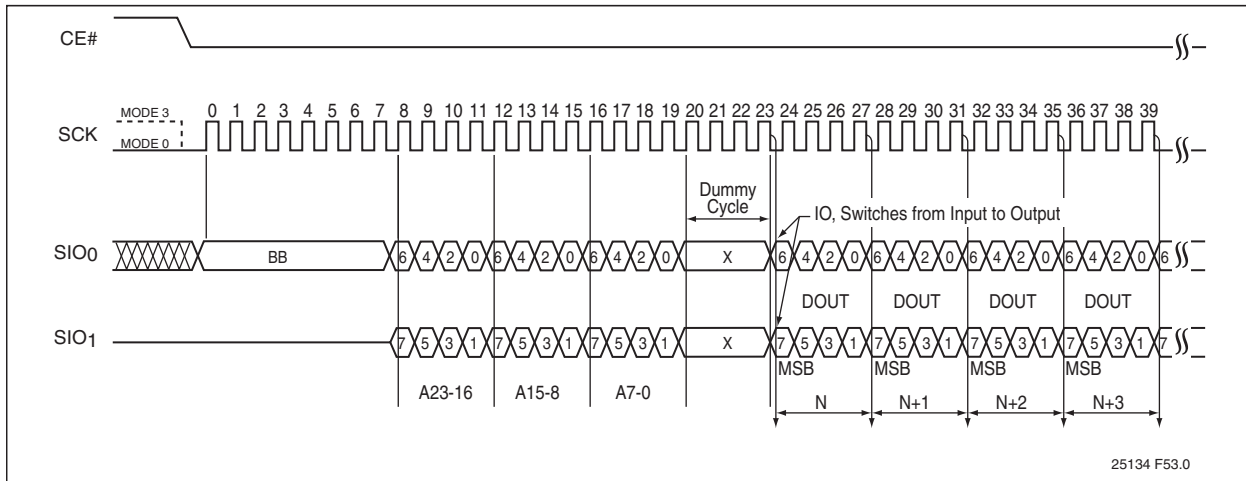 CE#
MODE 3
0 1 2 3 4 5 6 7 8 9 10 11 12 13 14 15 16 17 18 19 20 21 22 23 24 25 26 27 28 29 30 31 32 33 34 35 36 37 38 39
SCK
MODE 0
Dummy
Cycle
IO, Switches from Input to Output
SIO0
BB
6 4 2 0 6 4 2 0 6 4 2 0
X
6 4 2 0 6 4 2 0 6 4 2 0 6 4 2 0 6
DOUT DOUT DOUT DOUT
SIO1
7 5 3 1 7 5 3 1 7 5 3 1
X
7 5 3 1 7 5 3 1 7 5 3 1 7 5 3 1 7
MSB MSB MSB MSB
A23-16 A15-8 A7-0
N N+1 N+2 N+3
25134 F53.0